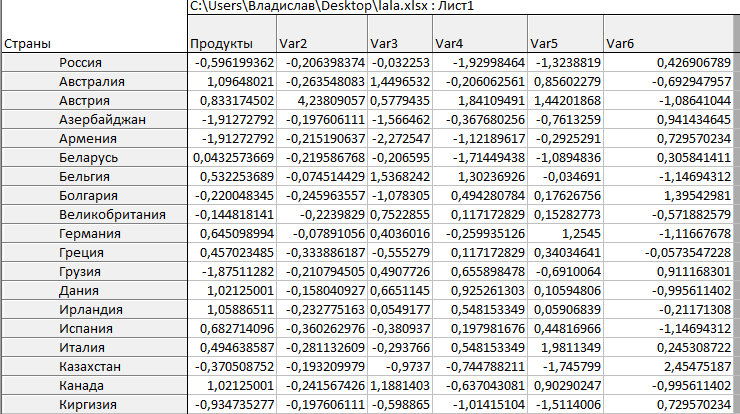 C:\Users\Владислав\Desktop\lala.xlsx : Лист1
Страны Продукты Var2 Var3 Var4 Var5 Var6
Россия -0,596199362 -0,206398374 -0,032253 -1,92998464 -1,3238819 0,426906789
Австралия 1,09648021 -0,263548083 1,4496532 -0,206062561 0,85602279 -0,692947957
Австрия 0,833174502 4,23809057 0,5779435 1,84109491 1,44201868 -1,08641044
Азербайджан -1,91272792 -0,197606111 -1,566462 -0,367680256 -0,7613259 0,941434645
Армения -1,91272792 -0,215190637 -2,272547 -1,12189617 -0,2925291 0,729570234
Беларусь 0,0432573669 -0,219586768 -0,206595 -1,71449438 -1,0894836 0,305841411
Бельгия 0,532253689 -0,074514429 1,5368242 1,30236926 -0,034691 -1,14694312
Болгария -0,220048345 -0,245963557 -1,078305 0,494280784 0,17626756 1,39542981
Великобритания -0,144818141 -0,2239829 0,7522855 0,117172829 0,15282773 -0,571882579
Германия 0,645098994 -0,07891056 0,4036016 -0,259935126 1,2545 -1,11667678
Греция 0,457023485 -0,333886187 -0,555279 0,117172829 0,34034641 -0,0573547228
Грузия -1,87511282 -0,210794505 0,4907726 0,655898478 -0,6910064 0,911168301
Дания 1,02125001 -0,158040927 0,6651145 0,925261303 0,10594806 -0,995611402
Ирландия 1,05886511 -0,232775163 0,0549177 0,548153349 0,05906839 -0,21171308
Испания 0,682714096 -0,360262976 -0,380937 0,197981676 0,44816966 -1,14694312
Италия 0,494638587 -0,281132609 -0,293766 0,548153349 1,9811349 0,245308722
Казахстан -0,370508752 -0,193209979 -0,9737 -0,744788211 -1,745799 2,45475187
Канада 1,02125001 -0,241567426 1,1881403 -0,637043081 0,90290247 -0,995611402
Киргизия -0,934735277 -0,197606111 -0,598865 -1,01415104 -1,5114006 0,729570234